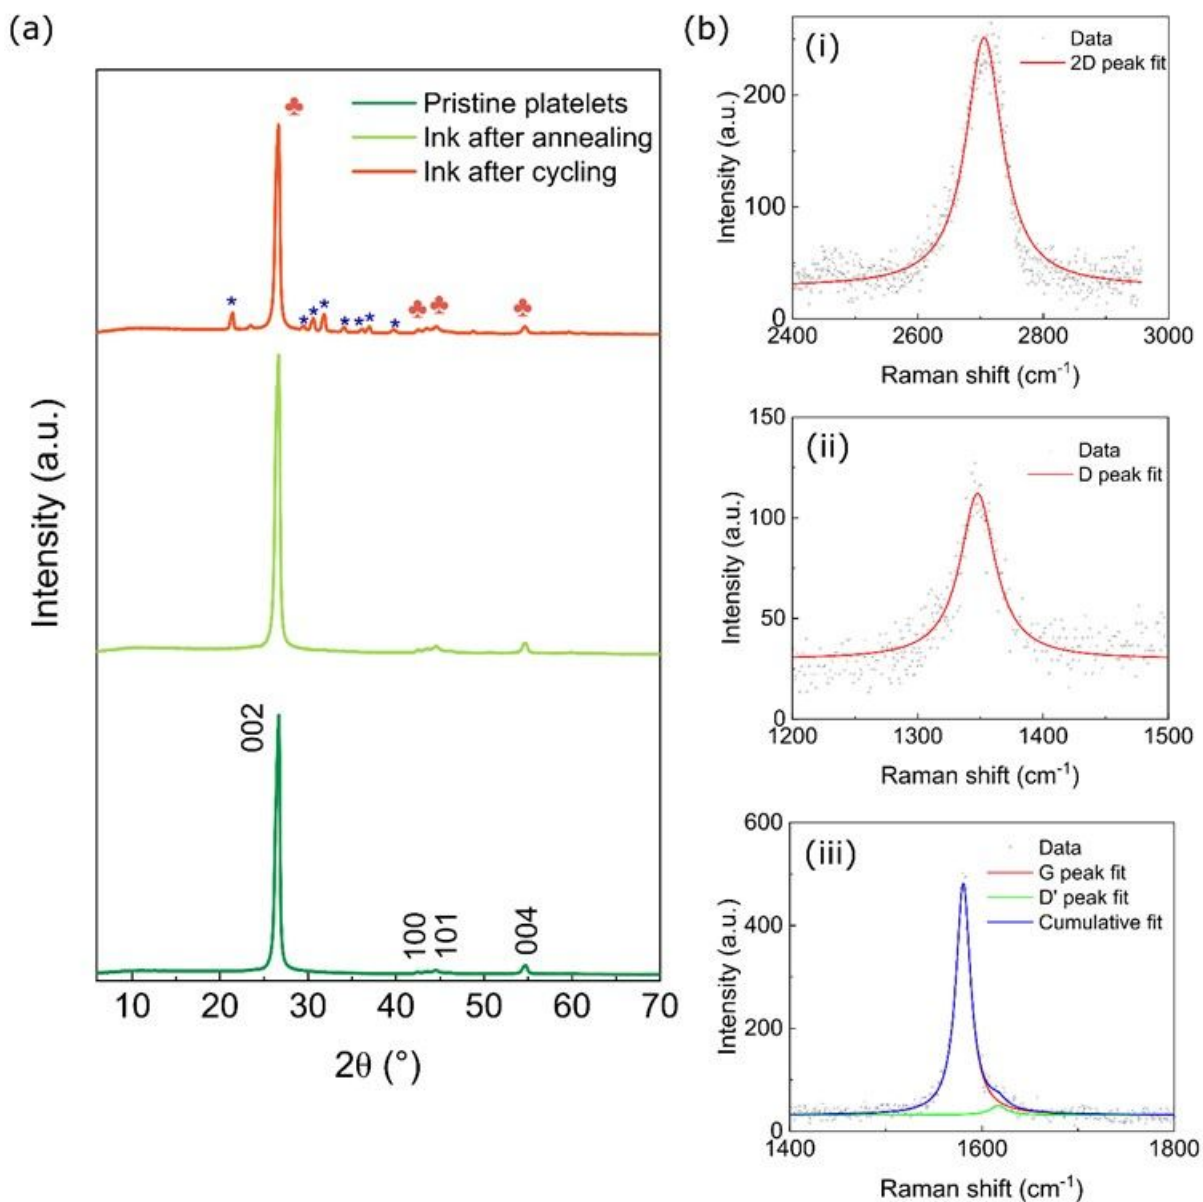 (a)
Pristine platelets
Ink after annealing
Ink after cycling
♣
* * * * * * * *
♣ ♣ ♣
002
100
101
004
Intensity (a.u.)
10 20 30 40 50 60 70
2θ (°)
(b)
(i)
Data
2D peak fit
200
100
0
Intensity (a.u.)
2400 2600 2800 3000
Raman shift (cm-1)
(ii)
Data
D peak fit
150
100
50
0
Intensity (a.u.)
1200 1300 1400 1500
Raman shift (cm-1)
(iii)
Data
G peak fit
D' peak fit
Cumulative fit
600
400
200
0
Intensity (a.u.)
1400 1600 1800
Raman shift (cm-1)